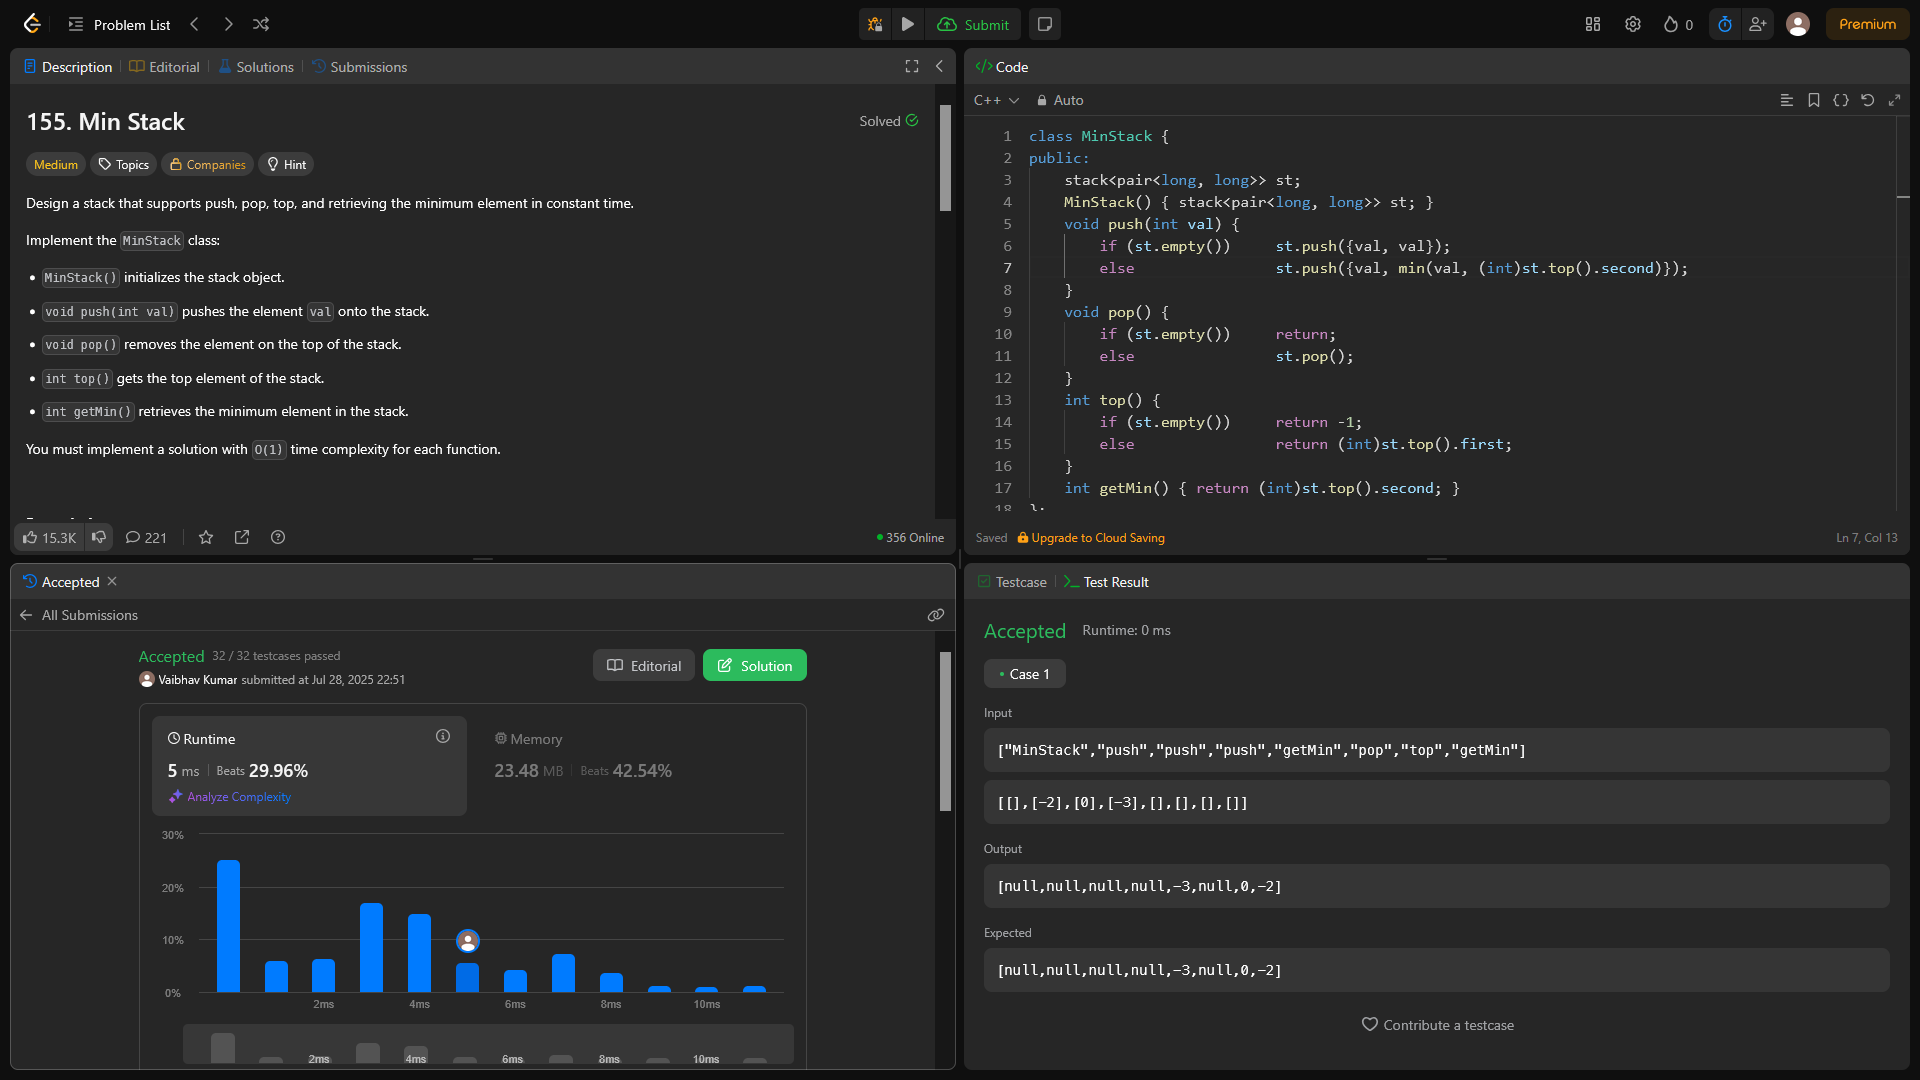 Problem List
Submit
0
Premium
Description
Editorial
Solutions
Submissions
155. Min Stack
Solved
Medium
Topics
Companies
Hint
Design a stack that supports push, pop, top, and retrieving the minimum element in constant time.
Implement the MinStack class:
• MinStack() initializes the stack object.
• void push(int val) pushes the element val onto the stack.
• void pop() removes the element on the top of the stack.
• int top() gets the top element of the stack.
• int getMin() retrieves the minimum element in the stack.
You must implement a solution with O(1) time complexity for each function.
15.3K
221
356 Online
</> Code
C++
Auto
1 class MinStack {
2 public:
3 stack<pair<long, long>> st;
4 MinStack() { stack<pair<long, long>> st; }
5 void push(int val) {
6 if (st.empty()) st.push({val, val});
7 else st.push({val, min(val, (int)st.top().second)});
8 }
9 void pop() {
10 if (st.empty()) return;
11 else st.pop();
12 }
13 int top() {
14 if (st.empty()) return -1;
15 else return (int)st.top().first;
16 }
17 int getMin() { return (int)st.top().second; }
18 };
Saved
Upgrade to Cloud Saving
Ln 7, Col 13
Accepted
All Submissions
Accepted 32 / 32 testcases passed
Vaibhav Kumar submitted at Jul 28, 2025 22:51
Editorial
Solution
Runtime
5 ms | Beats 29.96%
Analyze Complexity
Memory
23.48 MB | Beats 42.54%
30%
20%
10%
0%
2ms 4ms 6ms 8ms 10ms
2ms 4ms 6ms 8ms 10ms
Testcase
Test Result
Accepted
Runtime: 0 ms
• Case 1
Input
["MinStack","push","push","push","getMin","pop","top","getMin"]
[[],[-2],[0],[-3],[],[],[],[]]
Output
[null,null,null,null,-3,null,0,-2]
Expected
[null,null,null,null,-3,null,0,-2]
Contribute a testcase